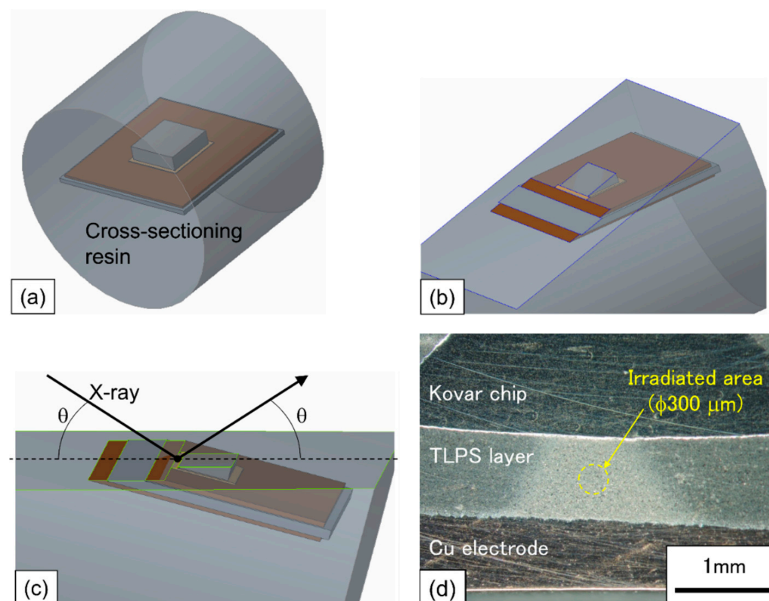 Cross-sectioning
resin
(a)
(b)
X-ray
θ
θ
(c)
Kovar chip
Irradiated area
(φ300 μm)
TLPS layer
Cu electrode
1mm
(d)